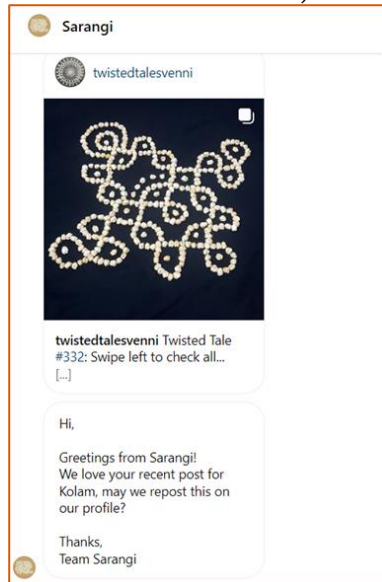 Sarangi
twistedtalesvenni
twistedtalesvenni Twisted Tale
#332: Swipe left to check all...
[...]
Hi,
Greetings from Sarangi!
We love your recent post for
Kolam, may we repost this on
our profile?
Thanks,
Team Sarangi